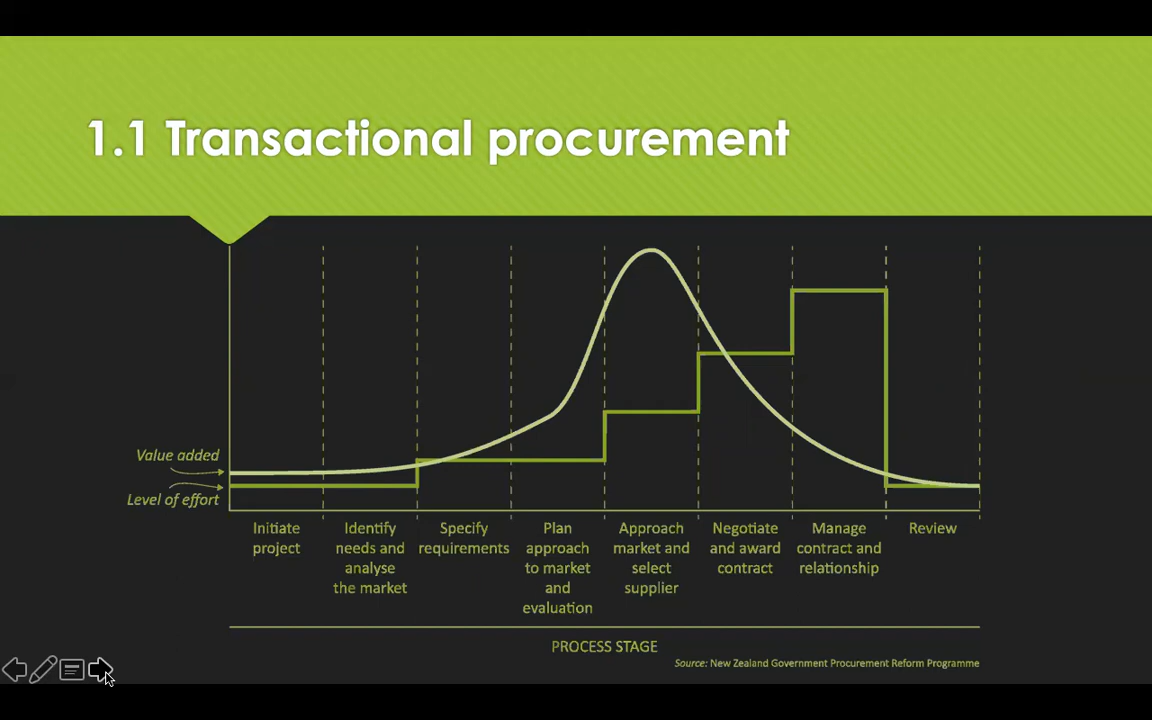 1.1 Transactional procurement
Value added
Level of effort
Initiate
project
Identify
needs and
analyse
the market
Specify
requirements
Plan
approach
to market
and
evaluation
Approach
market and
select
supplier
Negotiate
and award
contract
Manage
contract and
relationship
Review
PROCESS STAGE
Source: New Zealand Government Procurement Reform Programme